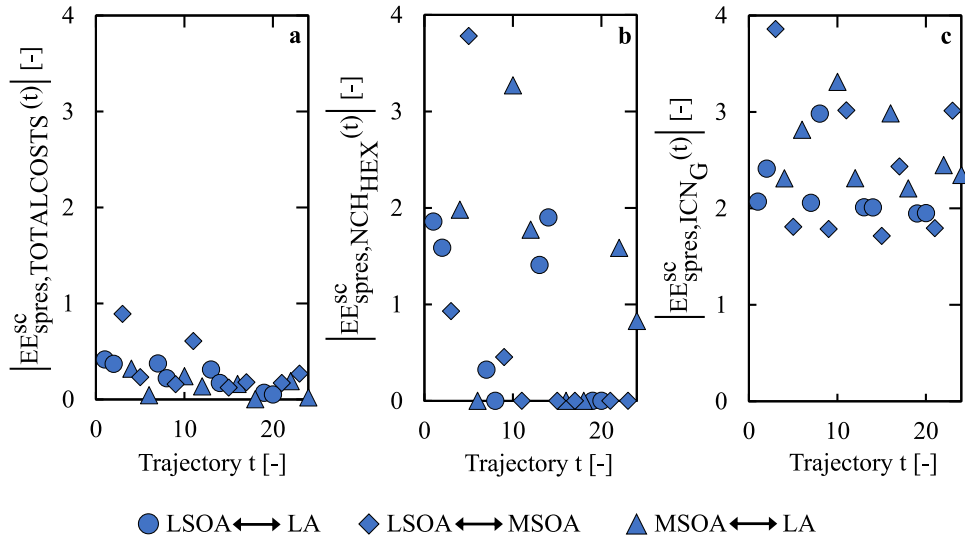 a
|EE^sc_spres,TOTALCOSTS(t)| [-]
4
3
2
1
0
0 10 20
Trajectory t [-]
b
|EE^sc_spres,NCH_HEX(t)| [-]
4
3
2
1
0
0 10 20
Trajectory t [-]
c
|EE^sc_spres,ICN_G(t)| [-]
4
3
2
1
0
0 10 20
Trajectory t [-]
LSOA↔LA LSOA↔MSOA MSOA↔LA